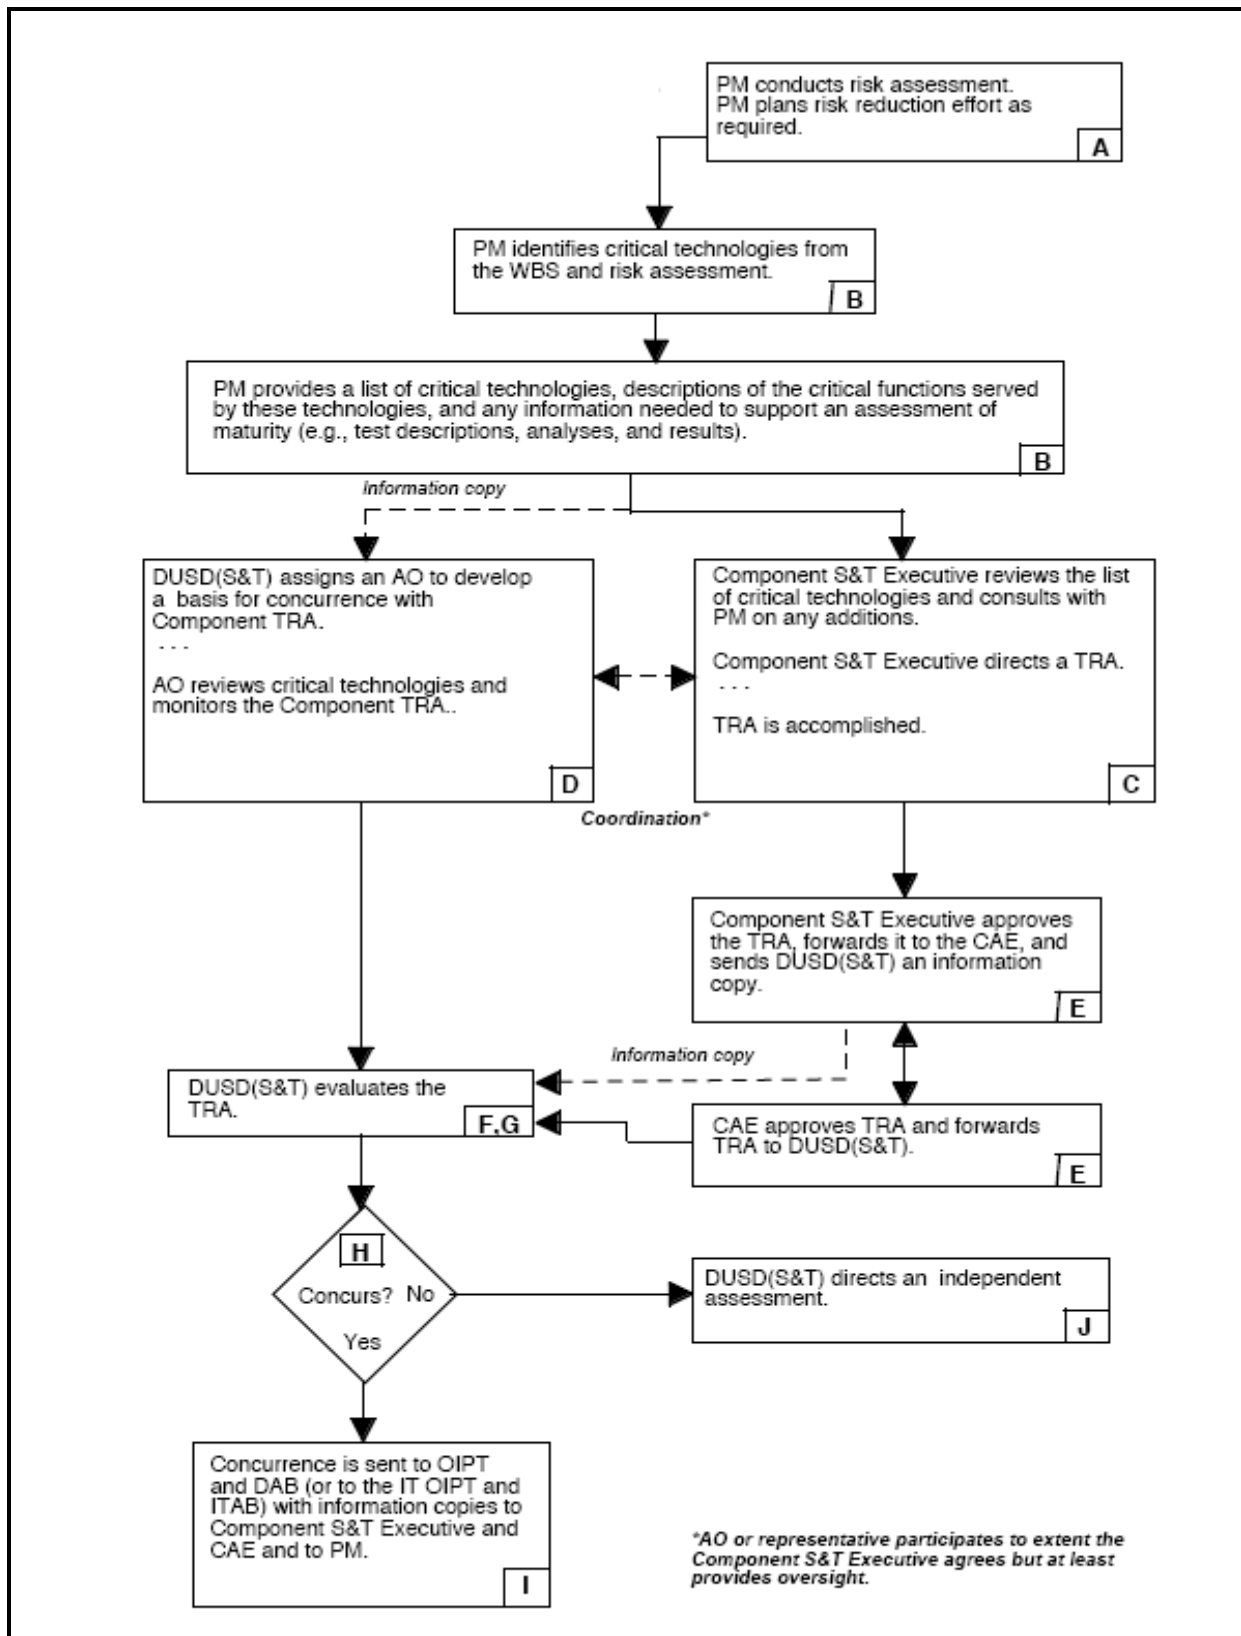 PM conducts risk assessment.
PM plans risk reduction effort as
required.
A
PM identifies critical technologies from
the WBS and risk assessment.
B
PM provides a list of critical technologies, descriptions of the critical functions served
by these technologies, and any information needed to support an assessment of
maturity (e.g., test descriptions, analyses, and results).
B
Information copy
DUSD(S&T) assigns an AO to develop
a basis for concurrence with
Component TRA.
. . .
AO reviews critical technologies and
monitors the Component TRA..
D
Component S&T Executive reviews the list
of critical technologies and consults with
PM on any additions.
Component S&T Executive directs a TRA.
. . .
TRA is accomplished.
C
Coordination*
Component S&T Executive approves
the TRA, forwards it to the CAE, and
sends DUSD(S&T) an information
copy.
E
Information copy
DUSD(S&T) evaluates the
TRA.
F,G
CAE approves TRA and forwards
TRA to DUSD(S&T).
E
H
Concurs? No
Yes
DUSD(S&T) directs an independent
assessment.
J
Concurrence is sent to OIPT
and DAB (or to the IT OIPT and
ITAB) with information copies to
Component S&T Executive and
CAE and to PM.
I
*AO or representative participates to extent the
Component S&T Executive agrees but at least
provides oversight.